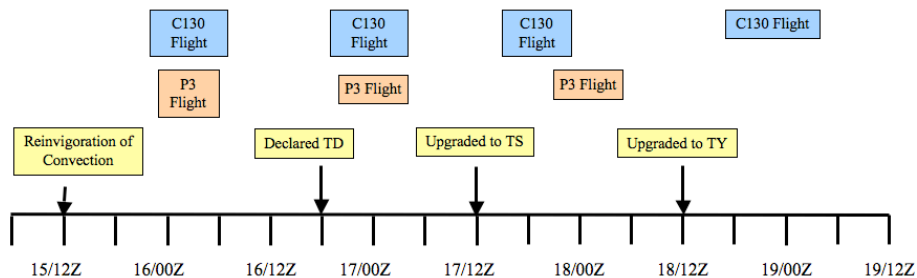 C130 Flight
C130 Flight
C130 Flight
C130 Flight
P3 Flight
P3 Flight
P3 Flight
Reinvigoration of Convection
Declared TD
Upgraded to TS
Upgraded to TY
15/12Z
16/00Z
16/12Z
17/00Z
17/12Z
18/00Z
18/12Z
19/00Z
19/12Z